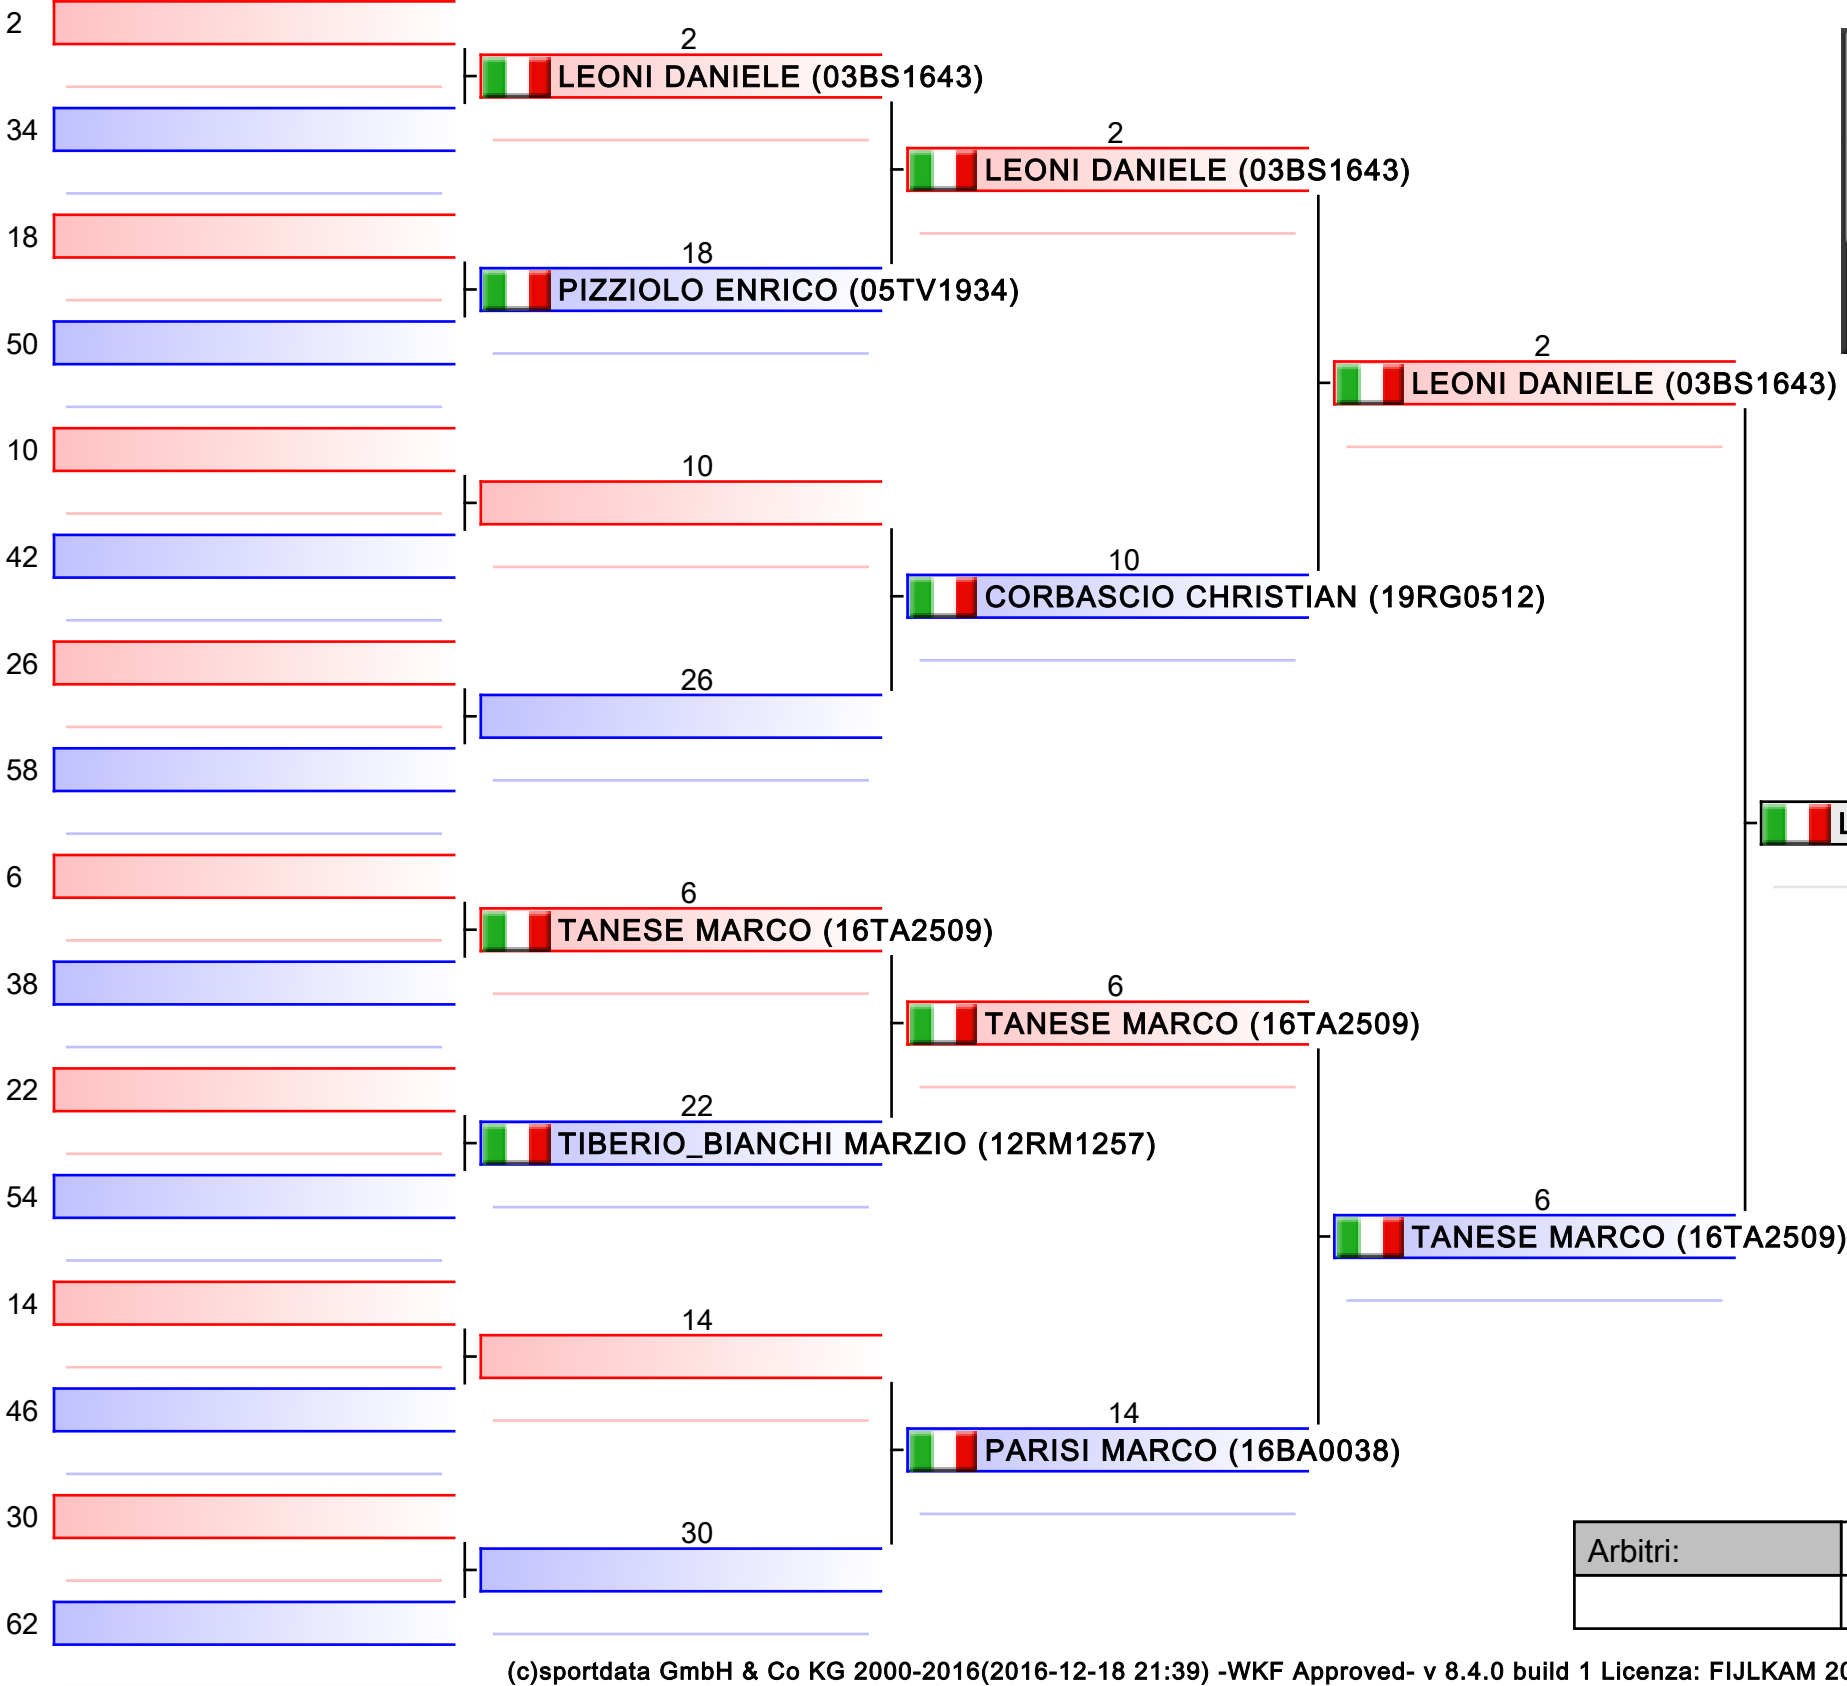 2
2
LEONI DANIELE (03BS1643)
34
2
LEONI DANIELE (03BS1643)
18
18
PIZZIOLO ENRICO (05TV1934)
50
2
LEONI DANIELE (03BS1643)
10
10
42
10
CORBASCIO CHRISTIAN (19RG0512)
26
26
58
L
6
6
TANESE MARCO (16TA2509)
38
6
TANESE MARCO (16TA2509)
22
22
TIBERIO_BIANCHI MARZIO (12RM1257)
54
6
TANESE MARCO (16TA2509)
14
14
46
14
PARISI MARCO (16BA0038)
30
30
Arbitri:
62
(c)sportdata GmbH & Co KG 2000-2016(2016-12-18 21:39) -WKF Approved- v 8.4.0 build 1 Licenza: FIJLKAM 20